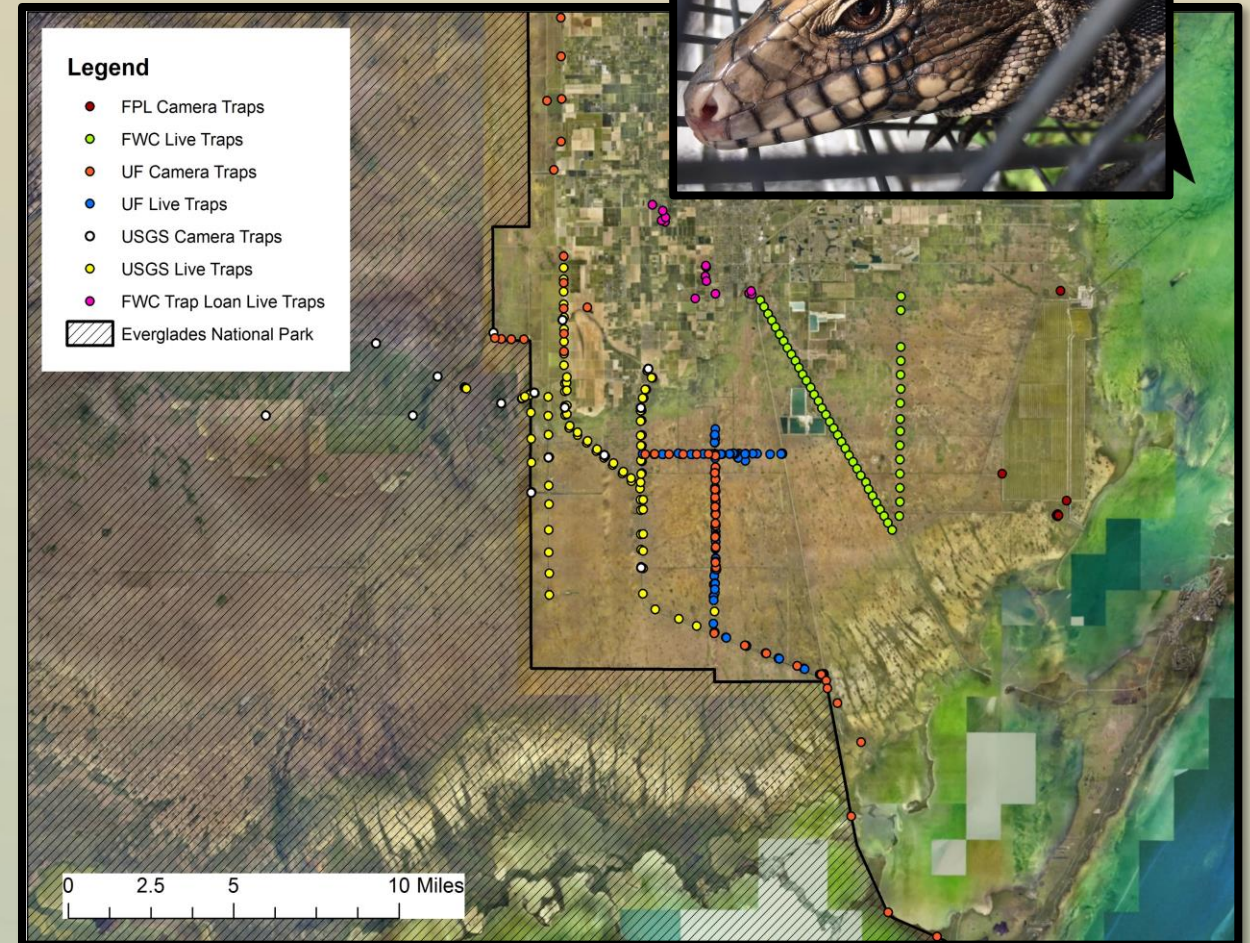 Legend
FPL Camera Traps
FWC Live Traps
UF Camera Traps
UF Live Traps
USGS Camera Traps
USGS Live Traps
FWC Trap Loan Live Traps
Everglades National Park
0 2.5 5 10 Miles